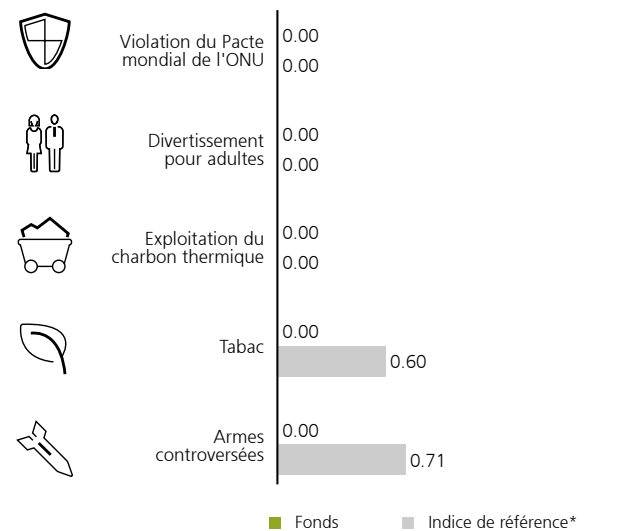 Violation du Pacte
mondial de l'ONU
0.00
0.00
Divertissement
pour adultes
0.00
0.00
Exploitation du
charbon thermique
0.00
0.00
Tabac
0.00
0.60
Armes
controversées
0.00
0.71
Fonds
Indice de référence*